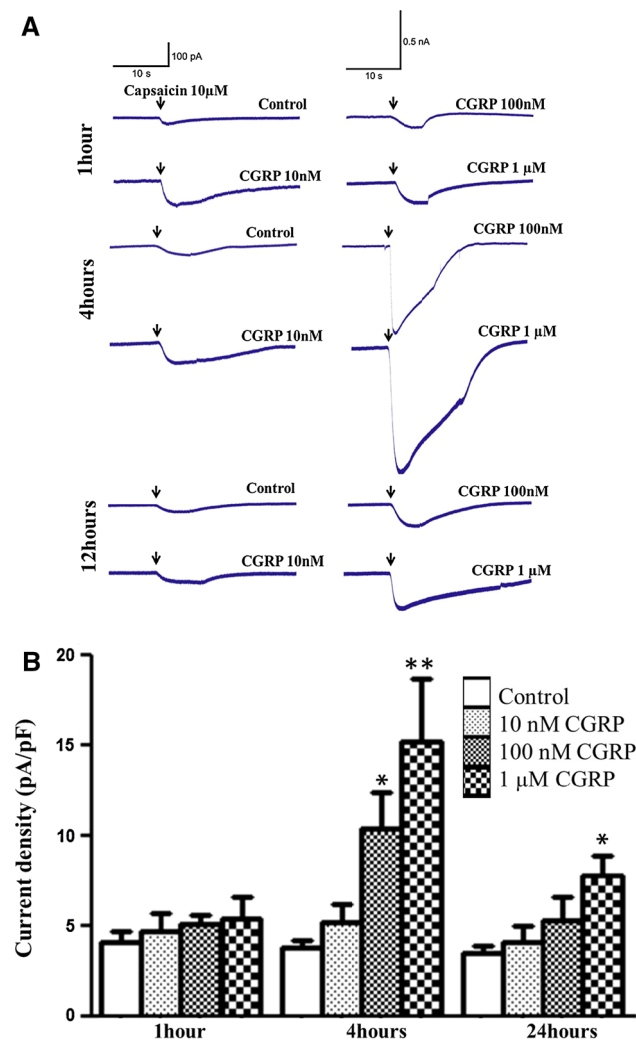 A
100 pA
10 s
0.5 nA
10 s
Capsaicin 10µM
1hour
Control
CGRP 100nM
CGRP 10nM
CGRP 1 µM
4hours
Control
CGRP 100nM
CGRP 10nM
CGRP 1 µM
12hours
Control
CGRP 100nM
CGRP 10nM
CGRP 1 µM
B
Current density (pA/pF)
20
15
10
5
0
*
**
*
Control
10 nM CGRP
100 nM CGRP
1 µM CGRP
1hour
4hours
24hours